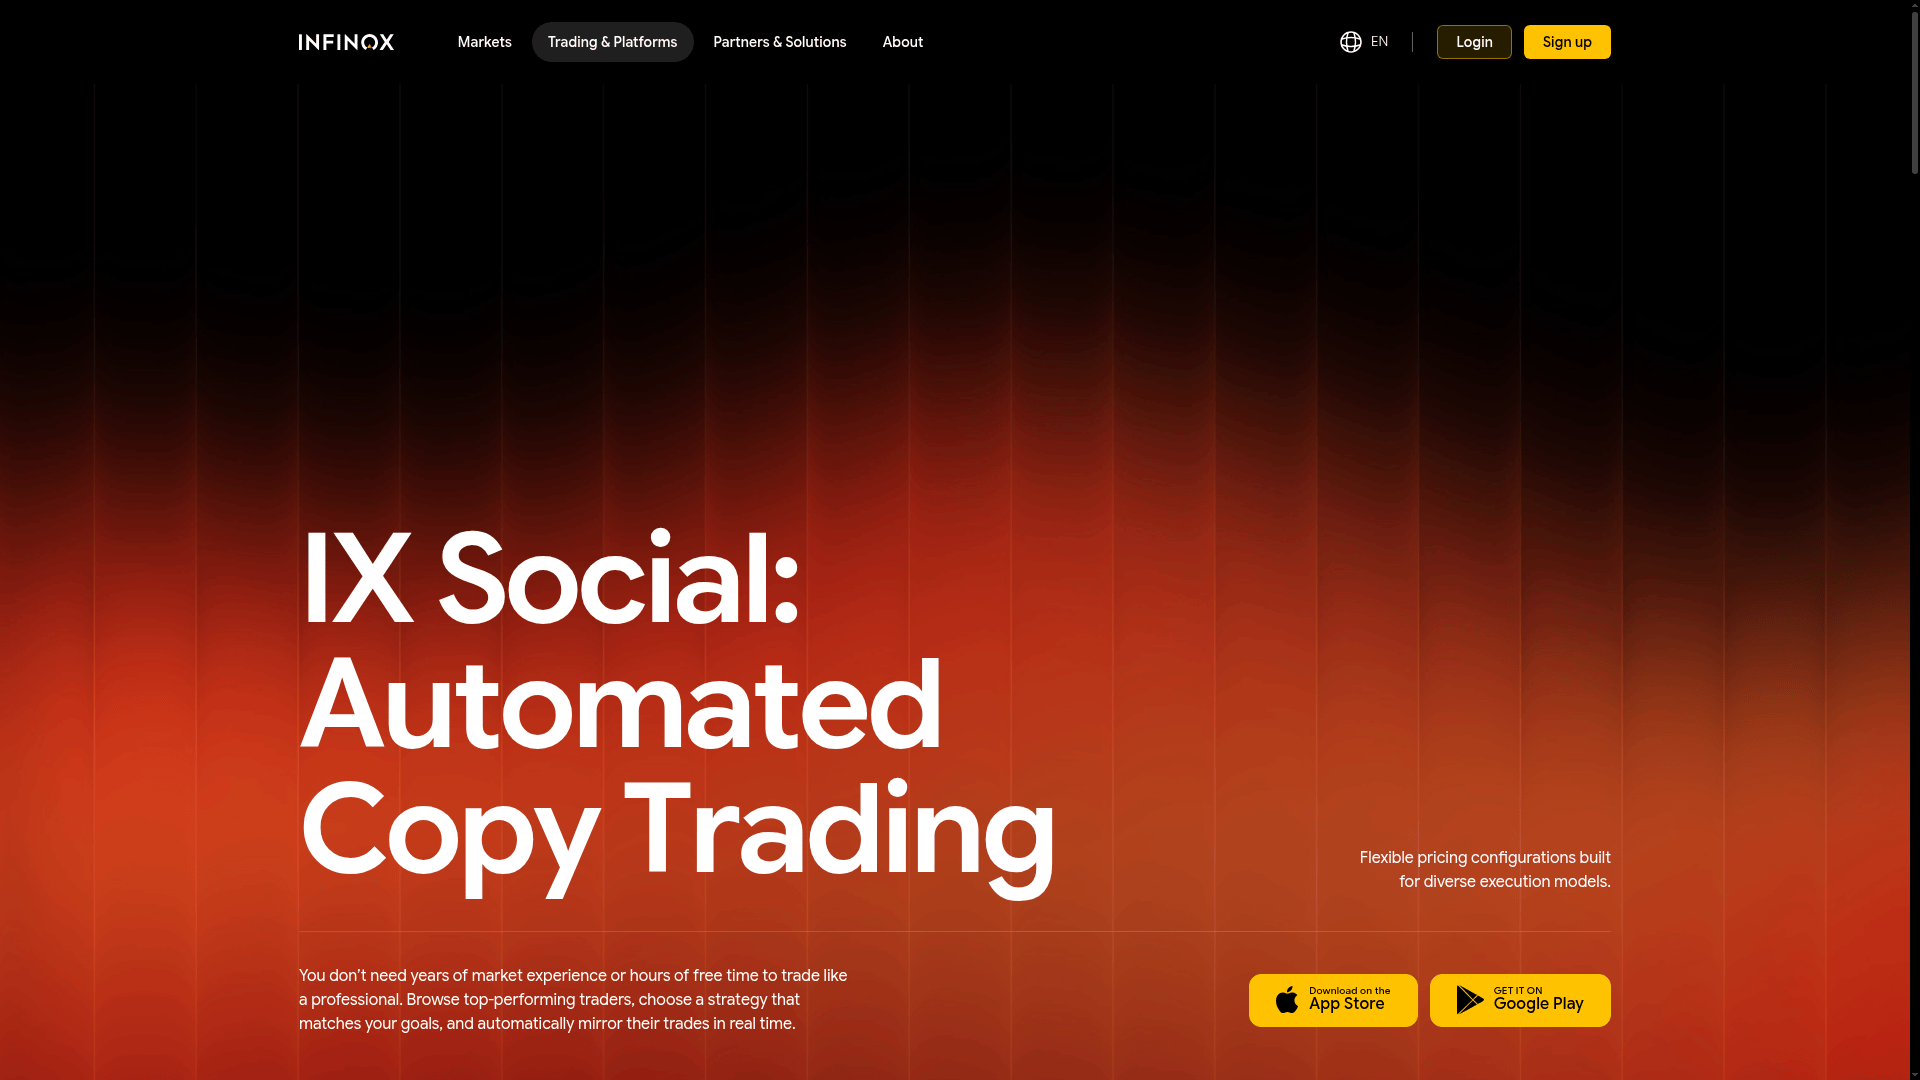 INFINOX
Markets
Trading & Platforms
Partners & Solutions
About
EN
Login
Sign up
IX Social:
Automated
Copy Trading
Flexible pricing configurations built
for diverse execution models.
You don’t need years of market experience or hours of free time to trade like
a professional. Browse top-performing traders, choose a strategy that
matches your goals, and automatically mirror their trades in real time.
Download on the
App Store
GET IT ON
Google Play